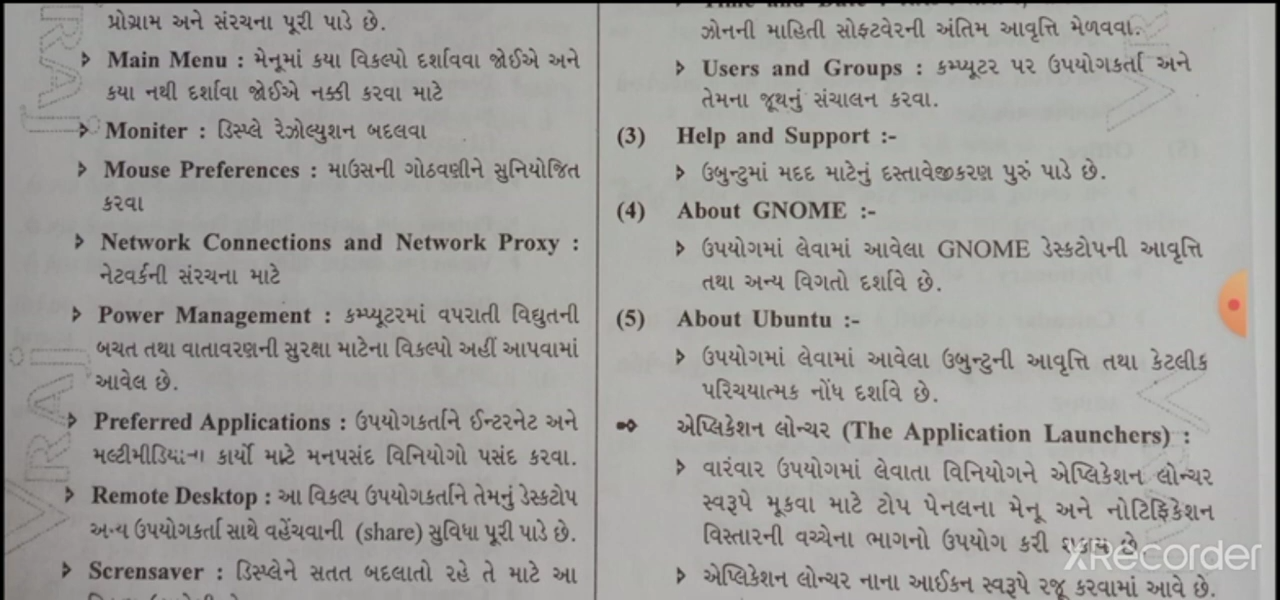 પ્રોગ્રામ અને સંરચના પૂરી પાડે છે.
Main Menu : મેનૂમાં કયા વિકલ્પો દર્શાવવા જોઈએ અને
કયા નથી દર્શાવા જોઈએ નક્કી કરવા માટે
Moniter : ડિસ્પ્લે રેઝોલ્યુશન બદલવા
Mouse Preferences : માઉસની ગોઠવણીને સુનિયોજિત
કરવા
Network Connections and Network Proxy :
નેટવર્કની સંરચના માટે
Power Management : કમ્પ્યૂટરમાં વપરાતી વિદ્યુતની
બચત તથા વાતાવરણની સુરક્ષા માટેના વિકલ્પો અહીં આપવામાં
આવેલ છે.
Preferred Applications : ઉપયોગકર્તાને ઈન્ટરનેટ અને
મલ્ટીમીડિયાના કાર્યો માટે મનપસંદ વિનિયોગો પસંદ કરવા.
Remote Desktop : આ વિકલ્પ ઉપયોગકર્તાને તેમનું ડેસ્કટોપ
અન્ય ઉપયોગકર્તા સાથે વહેંચવાની (share) સુવિધા પૂરી પાડે છે.
Scrensaver : ડિસ્પ્લેને સતત બદલાતો રહે તે માટે આ
Time and Date :
ઝોનની માહિતી સોફ્ટવેરની અંતિમ આવૃત્તિ મેળવવા.
Users and Groups : કમ્પ્યૂટર પર ઉપયોગકર્તા અને
તેમના જૂથનું સંચાલન કરવા.
(3) Help and Support :-
ઉબુન્ટુમાં મદદ માટેનું દસ્તાવેજીકરણ પુરું પાડે છે.
(4) About GNOME :-
ઉપયોગમાં લેવામાં આવેલા GNOME ડેસ્કટોપની આવૃત્તિ
તથા અન્ય વિગતો દર્શાવે છે.
(5) About Ubuntu :-
ઉપયોગમાં લેવામાં આવેલા ઉબુન્ટુની આવૃત્તિ તથા કેટલીક
પરિચયાત્મક નોંધ દર્શાવે છે.
એપ્લિકેશન લોન્ચર (The Application Launchers) :
વારંવાર ઉપયોગમાં લેવાતા વિનિયોગને એપ્લિકેશન લોન્ચર
સ્વરૂપે મૂકવા માટે ટોપ પેનલના મેનૂ અને નોટિફિકેશન
વિસ્તારની વચ્ચેના ભાગનો ઉપયોગ કરી શકાય છે
એપ્લિકેશન લોન્ચર નાના આઈકન સ્વરૂપે રજૂ કરવામાં આવે છે.
VRAJ
XRecorder